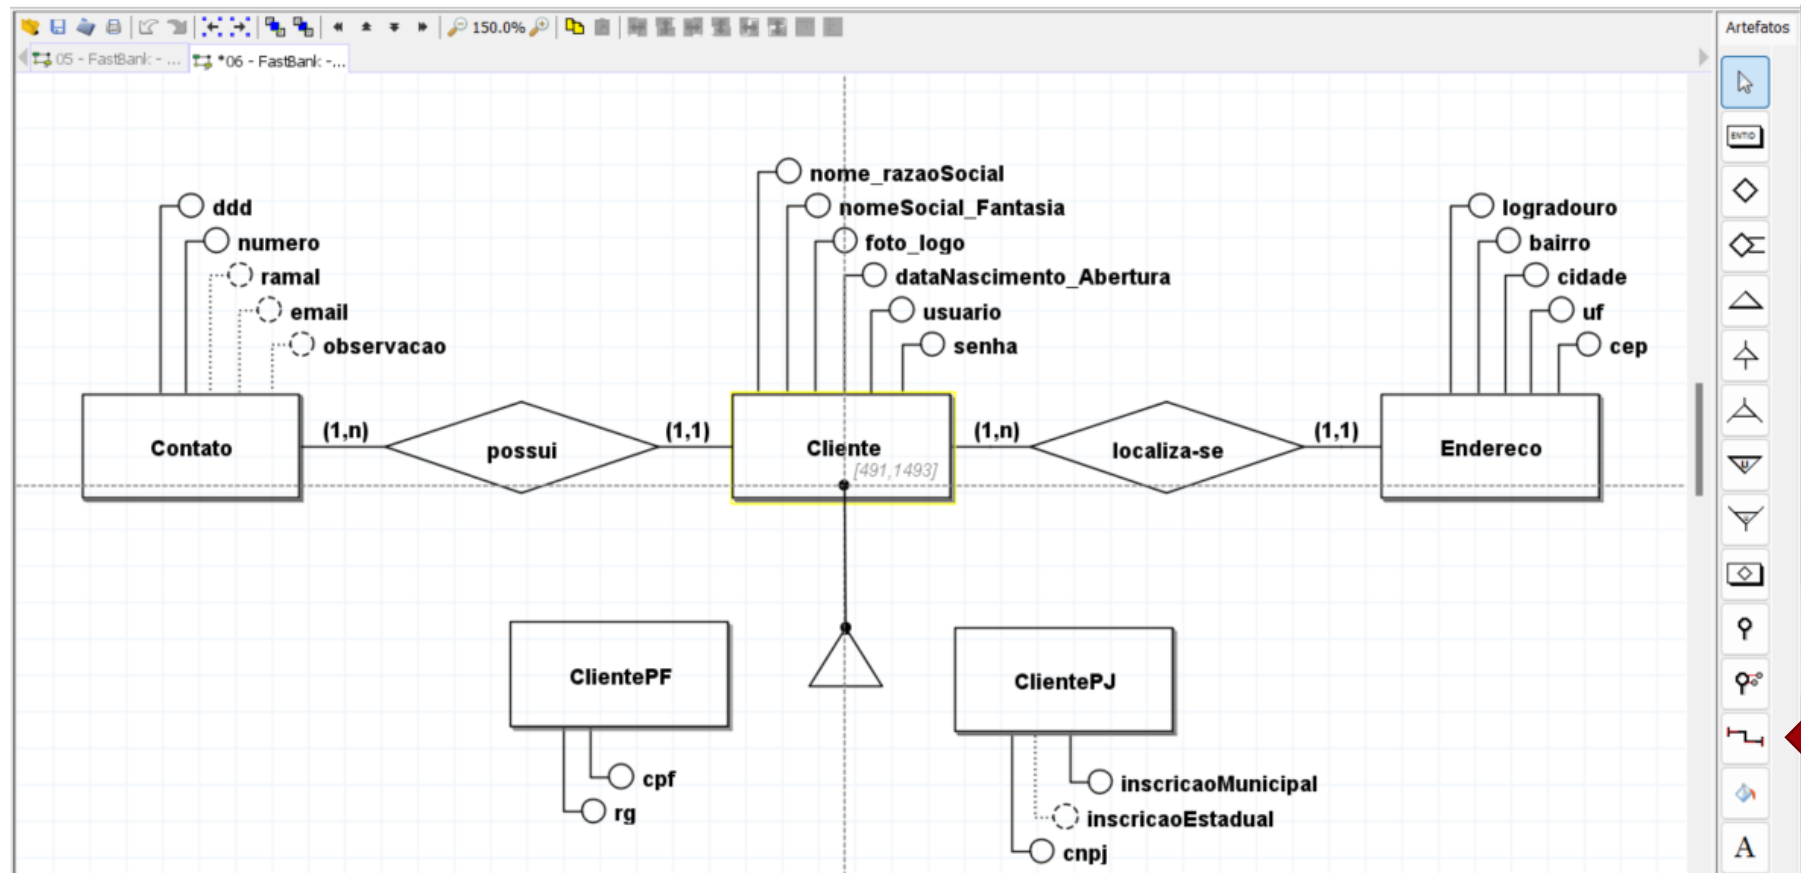 150.0%
Artefatos
05 - FastBank - ...
*06 - FastBank -...
ENTID
nome_razaoSocial
ddd
nomeSocial_Fantasia
logradouro
numero
foto_logo
bairro
ramal
dataNascimento_Abertura
cidade
email
usuario
uf
observacao
senha
cep
Contato
(1,n)
possui
(1,1)
Cliente
[491,1493]
(1,n)
localiza-se
(1,1)
Endereco
U
ClientePF
ClientePJ
cpf
inscricaoMunicipal
rg
inscricaoEstadual
cnpj
A